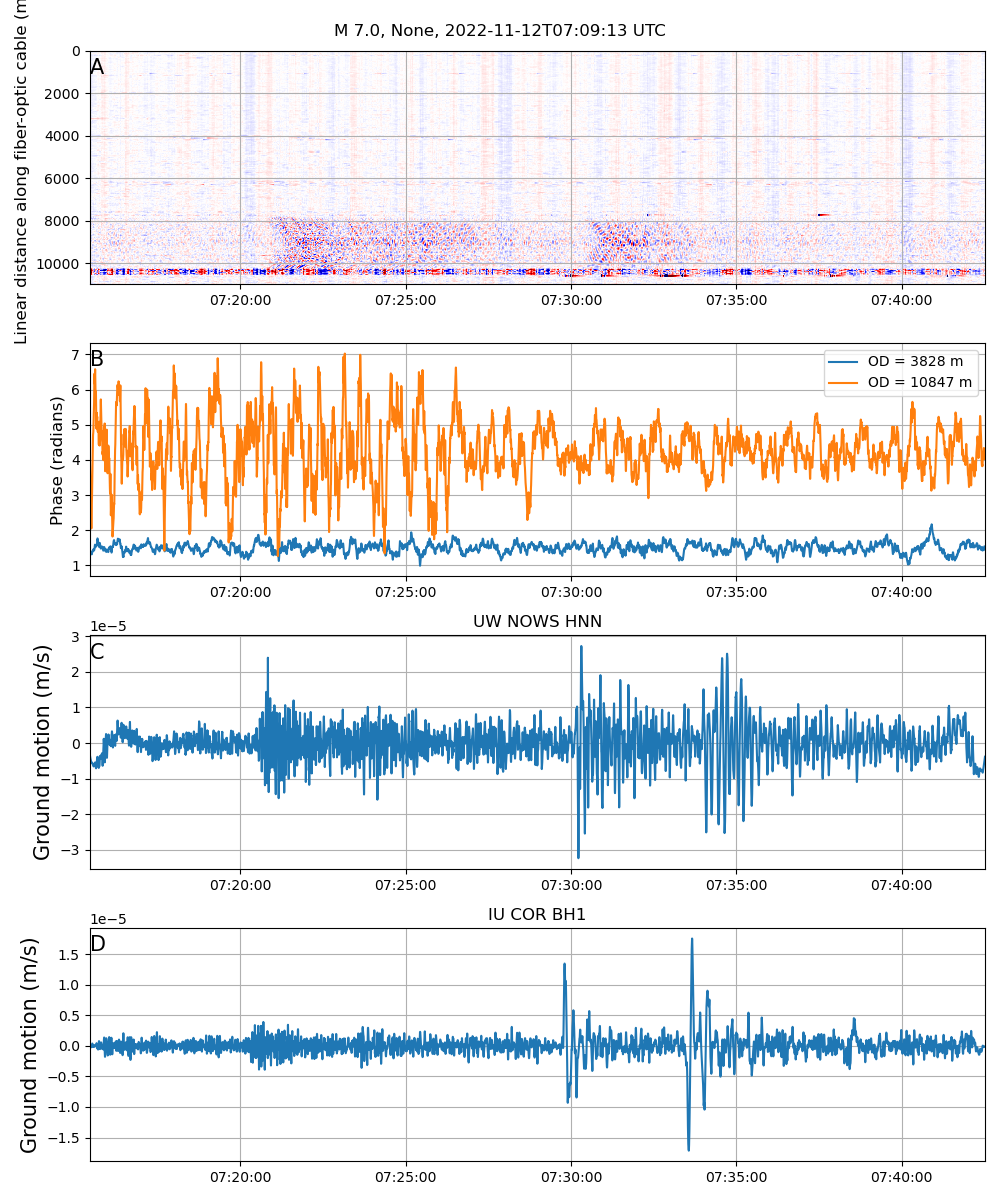 M 7.0, None, 2022-11-12T07:09:13 UTC
Linear distance along fiber-optic cable (m
A
0
2000
4000
6000
8000
10000
07:20:00 07:25:00 07:30:00 07:35:00 07:40:00
B
Phase (radians)
7
6
5
4
3
2
1
OD = 3828 m
OD = 10847 m
07:20:00 07:25:00 07:30:00 07:35:00 07:40:00
UW NOWS HNN
1e−5
C
Ground motion (m/s)
3
2
1
0
−1
−2
−3
07:20:00 07:25:00 07:30:00 07:35:00 07:40:00
IU COR BH1
1e−5
D
Ground motion (m/s)
1.5
1.0
0.5
0.0
−0.5
−1.0
−1.5
07:20:00 07:25:00 07:30:00 07:35:00 07:40:00